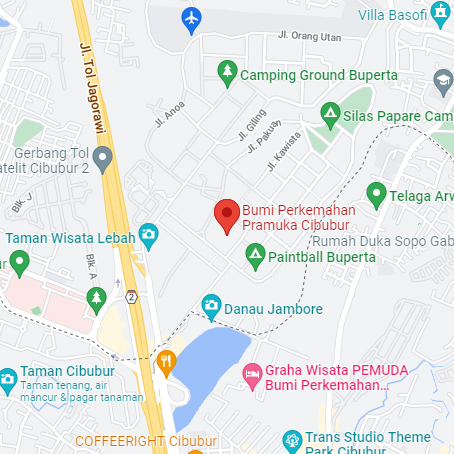 Villa Basofi
Jl. Orang Utan
Jl. Tol Jagorawi
Camping Ground Buperta
Jl. Anoa
Jl. Giling
Silas Papare Cam
Jl. Pakuan
Jl. Kawista
Gerbang Tol
atelit Cibubur 2
Blk. J
Telaga Arw
Bumi Perkemahan
Pramuka Cibubur
Taman Wisata Lebah
Rumah Duka Sopo Gab
Blk. A
Paintball Buperta
ur
2
Danau Jambore
Taman Cibubur
Taman tenang, air
mancur & pagar tanaman
Graha Wisata PEMUDA
Bumi Perkemahan...
COFFEERIGHT Cibubur
Trans Studio Theme
Park Cibubur